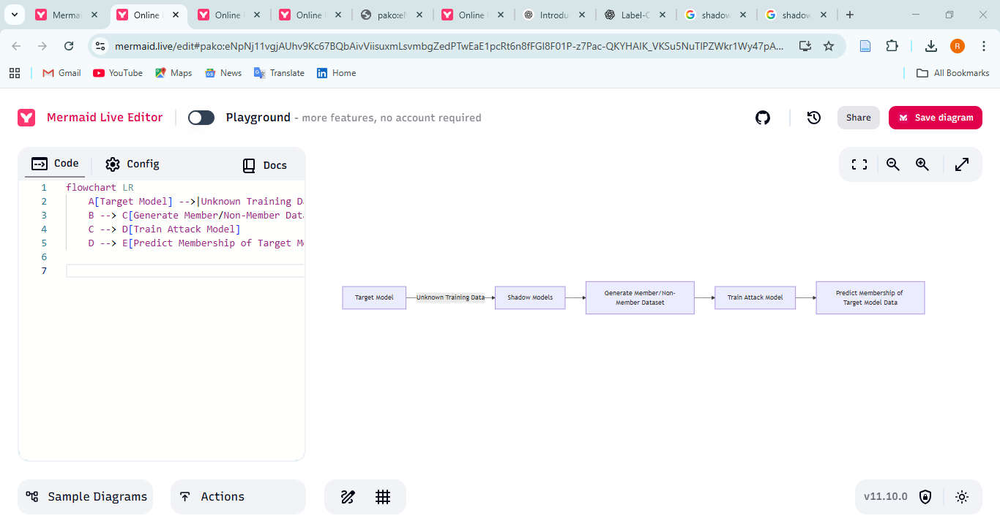 Mermai
Online
Online
Online
pako:eN
Online
Introdu
Label-O
shadow
shadow
mermaid.live/edit#pako:eNpNj11vgjAUhv9Kc67BQbAivViisuxmLsvmbgZedPTwEaE1pcRt6n8fFGl8F01P-z7Pac-QKYHAIK_VKSu5NuTlPZWkr1Wy47pA...
R
Gmail
YouTube
Maps
News
Translate
Home
All Bookmarks
Mermaid Live Editor
Playground - more features, no account required
Share
Save diagram
Code
Config
Docs
1 flowchart LR
2 A[Target Model] -->|Unknown Training Da
3 B --> C[Generate Member/Non-Member Data
4 C --> D[Train Attack Model]
5 D --> E[Predict Membership of Target Mo
6
7
Target Model
Unknown Training Data
Shadow Models
Generate Member/Non-
Member Dataset
Train Attack Model
Predict Membership of
Target Model Data
Sample Diagrams
Actions
v11.10.0